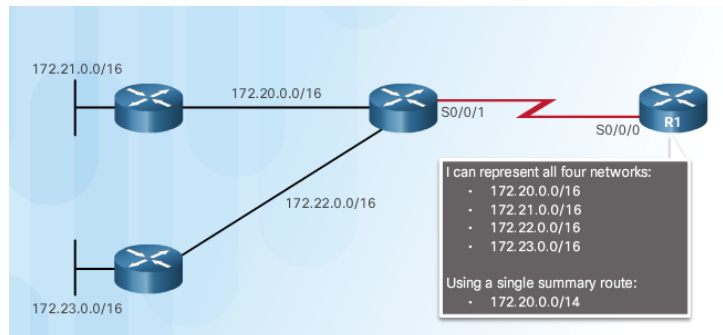 172.21.0.0/16
172.20.0.0/16
S0/0/1
S0/0/0
R1
172.22.0.0/16
172.23.0.0/16
I can represent all four networks:
• 172.20.0.0/16
• 172.21.0.0/16
• 172.22.0.0/16
• 172.23.0.0/16
Using a single summary route:
• 172.20.0.0/14